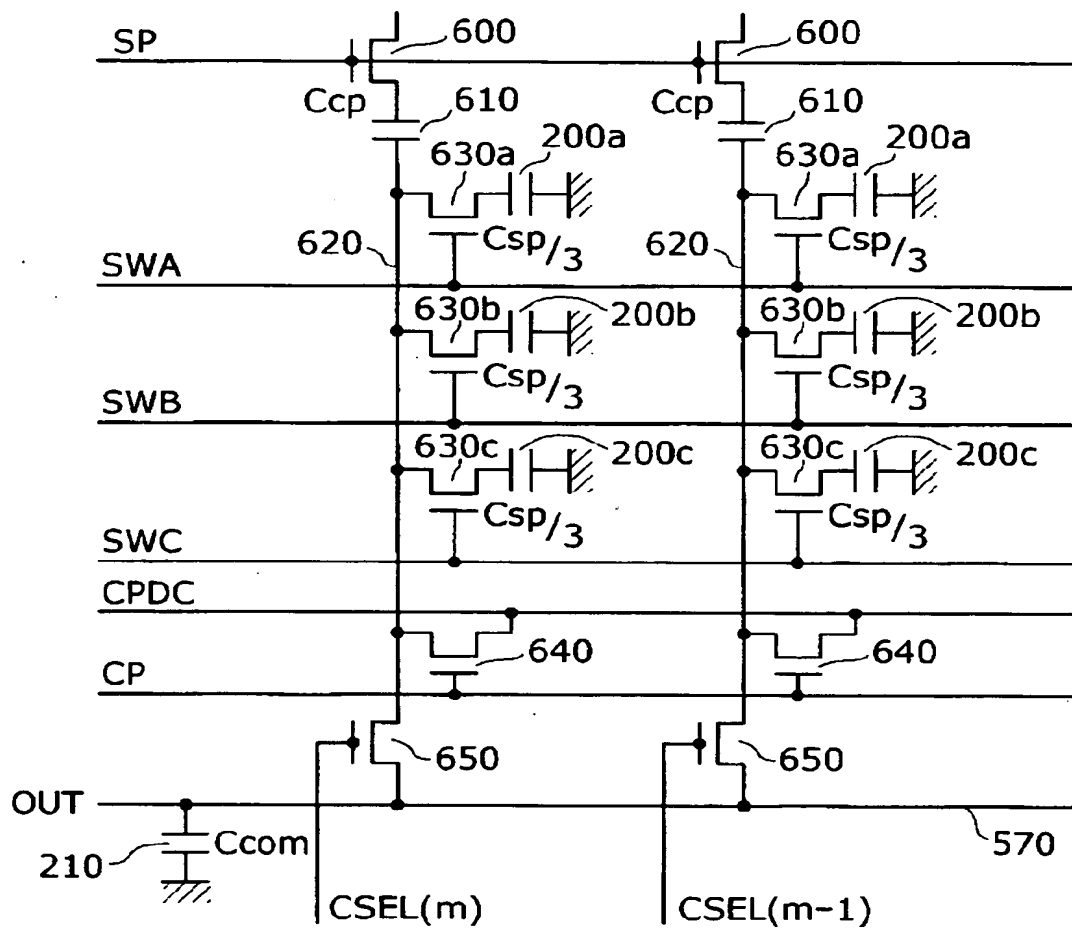 600 600
SP
Ccp Ccp
610 610
200a 200a
630a 630a
620 Csp/3 620 Csp/3
SWA
630b 200b 630b 200b
Csp/3 Csp/3
SWB
630c 200c 630c 200c
Csp/3 Csp/3
SWC
CPDC
640 640
CP
650 650
OUT
210 Ccom 570
CSEL(m) CSEL(m-1)